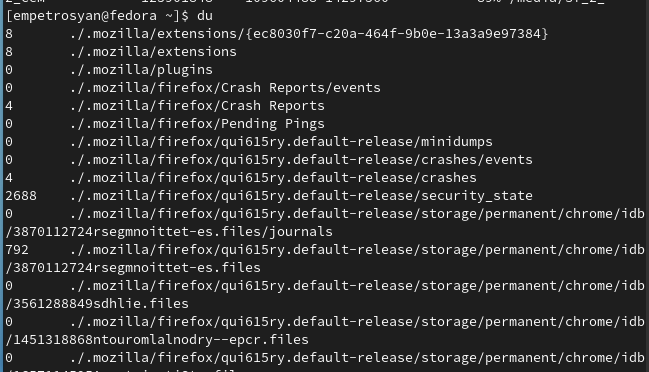 [empetrosyan@fedora ~]$ du
8       ./.mozilla/extensions/{ec8030f7-c20a-464f-9b0e-13a3a9e97384}
8       ./.mozilla/extensions
0       ./.mozilla/plugins
0       ./.mozilla/firefox/Crash Reports/events
4       ./.mozilla/firefox/Crash Reports
0       ./.mozilla/firefox/Pending Pings
0       ./.mozilla/firefox/qui615ry.default-release/minidumps
0       ./.mozilla/firefox/qui615ry.default-release/crashes/events
4       ./.mozilla/firefox/qui615ry.default-release/crashes
2688    ./.mozilla/firefox/qui615ry.default-release/security_state
0       ./.mozilla/firefox/qui615ry.default-release/storage/permanent/chrome/idb
/3870112724rsegmnoittet-es.files/journals
792     ./.mozilla/firefox/qui615ry.default-release/storage/permanent/chrome/idb
/3870112724rsegmnoittet-es.files
0       ./.mozilla/firefox/qui615ry.default-release/storage/permanent/chrome/idb
/3561288849sdhlie.files
0       ./.mozilla/firefox/qui615ry.default-release/storage/permanent/chrome/idb
/1451318868ntouromlalnodry--epcr.files
0       ./.mozilla/firefox/qui615ry.default-release/storage/permanent/chrome/idb